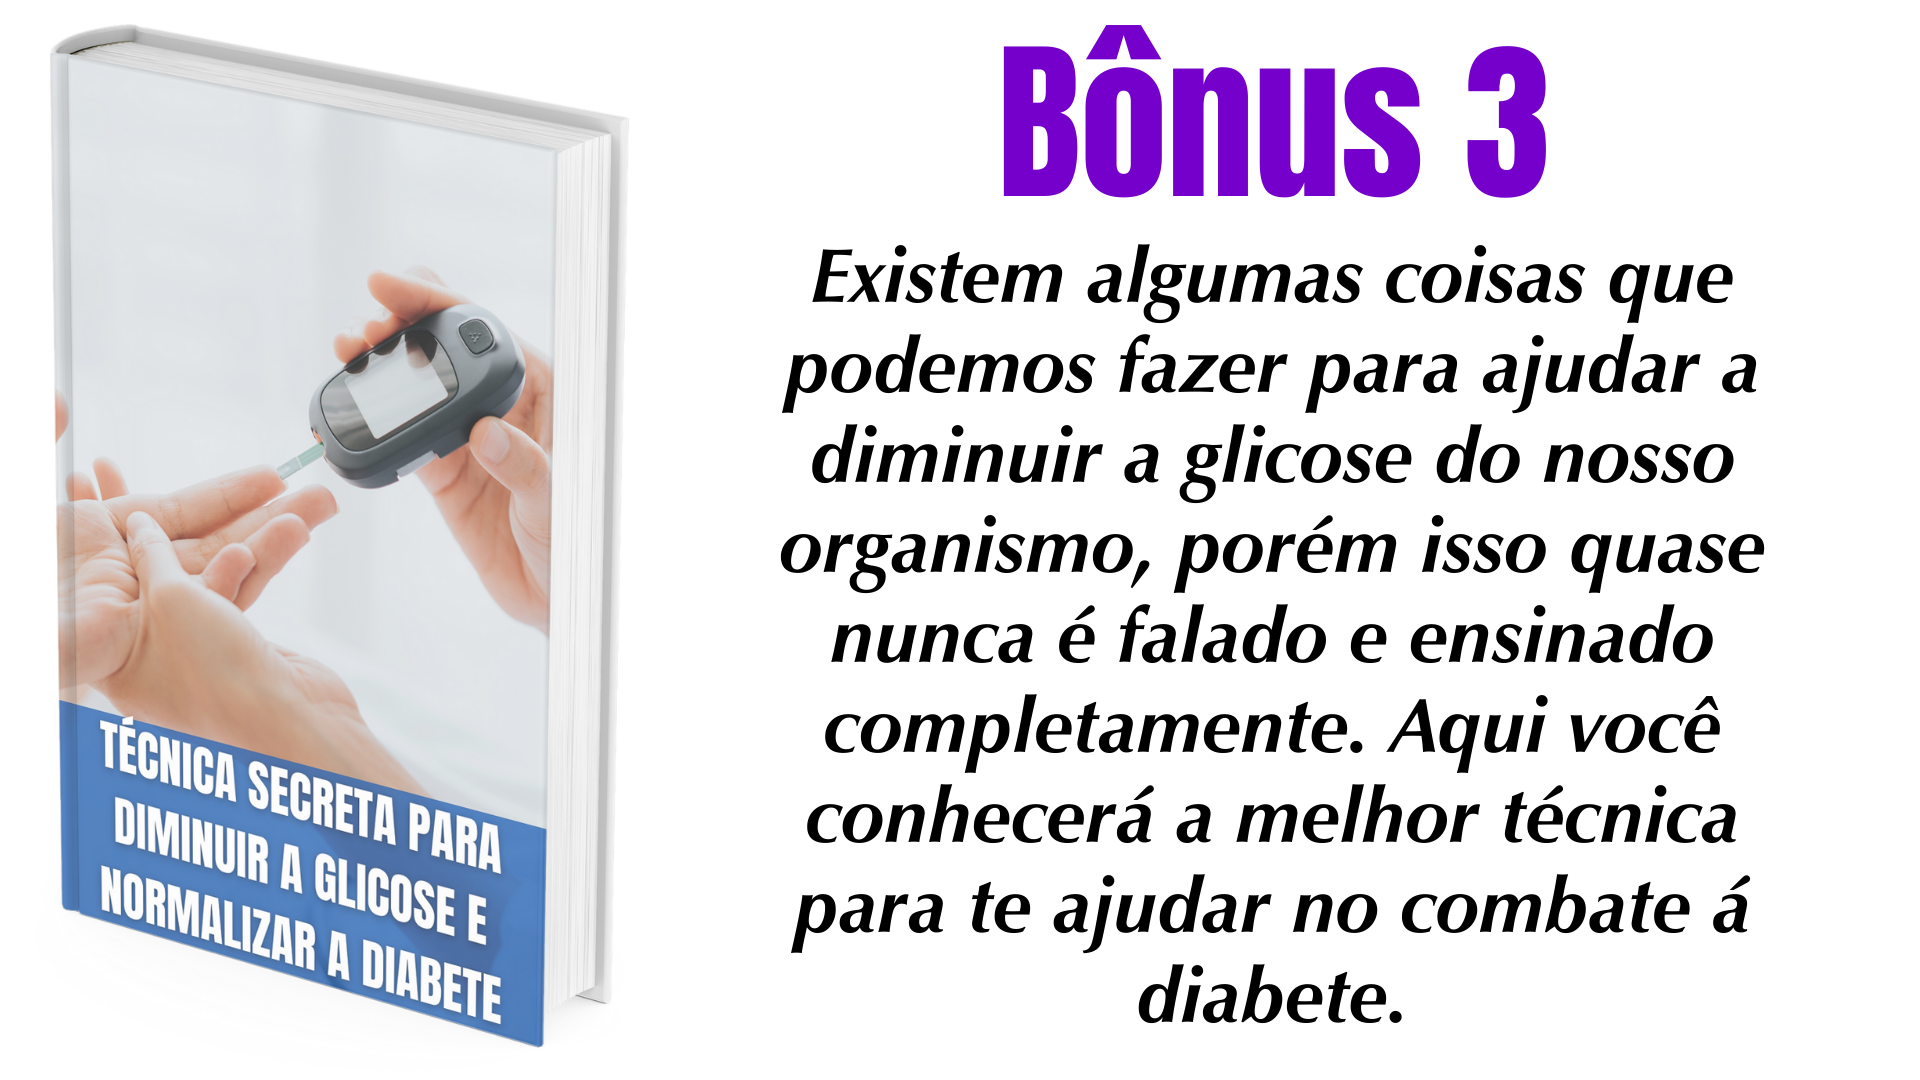 Bônus 3
Existem algumas coisas que
podemos fazer para ajudar a
diminuir a glicose do nosso
organismo, porém isso quase
nunca é falado e ensinado
completamente. Aqui você
conhecerá a melhor técnica
para te ajudar no combate á
diabete.
TÉCNICA SECRETA PARA
DIMINUIR A GLICOSE E
NORMALIZAR A DIABETE